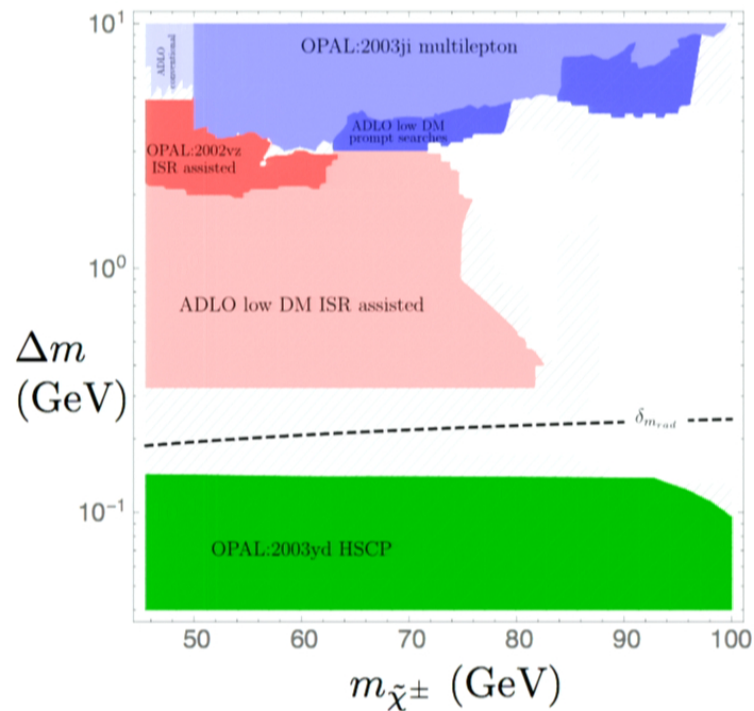 10¹
ADLO
conventional
OPAL:2003ji multilepton
ADLO low DM
prompt searches
OPAL:2002vz
ISR assisted
10⁰
ADLO low DM ISR assisted
Δm
(GeV)
δ_{m_{rad}}
10⁻¹
OPAL:2003yd HSCP
50 60 70 80 90 100
m_{χ̃±} (GeV)